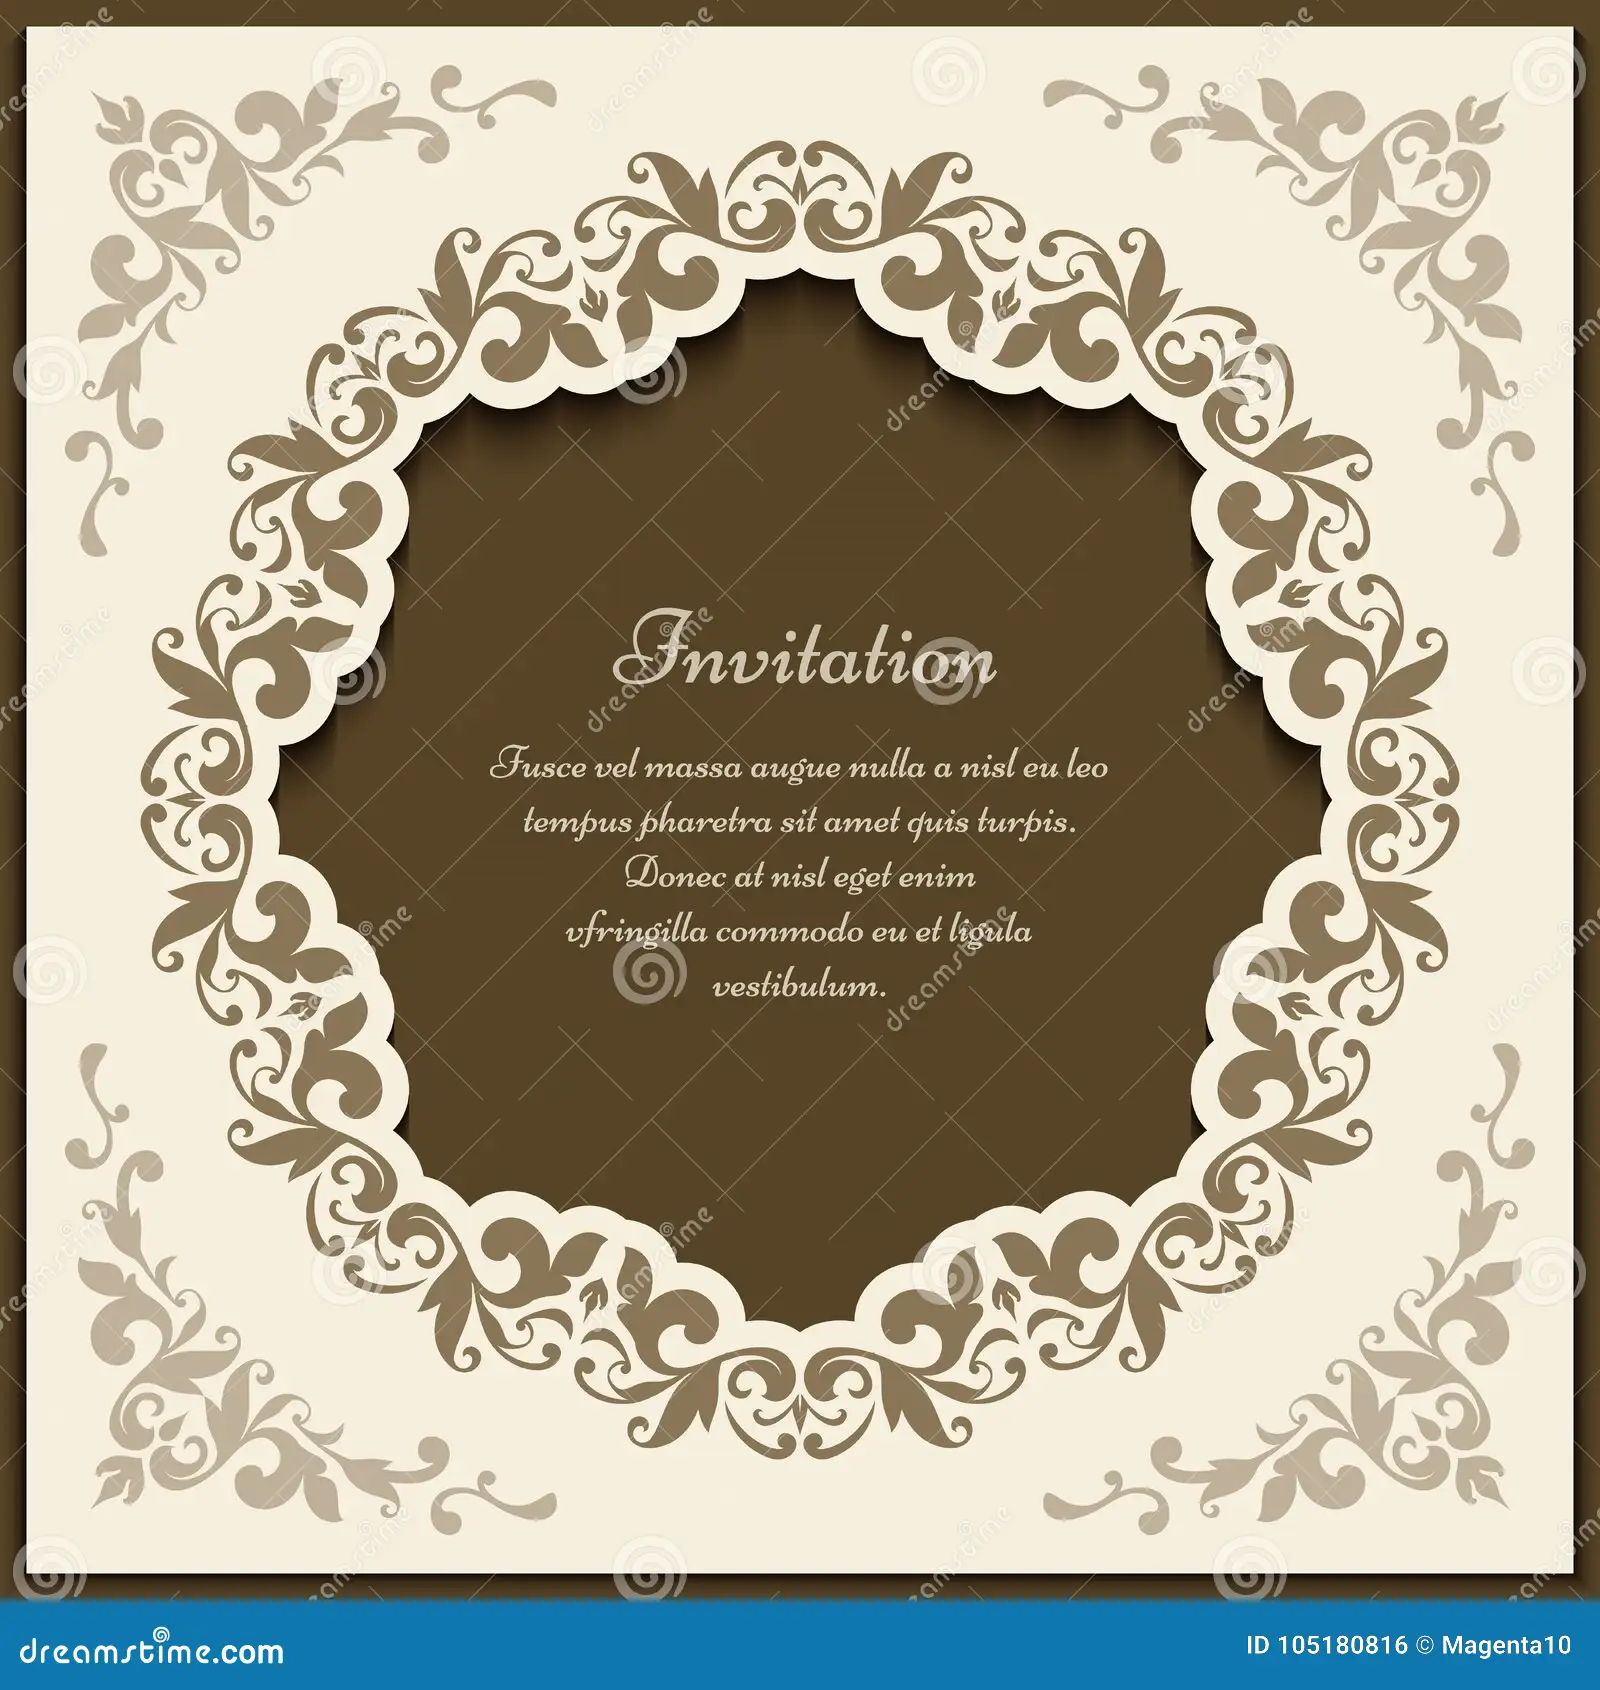 Invitation
Fusce vel massa augue nulla a nisl eu leo
tempus pharetra sit amet quis turpis.
Donec at nisl eget enim
vfringilla commodo eu et ligula
vestibulum.
dreamstime.com
ID 105180816 © Magenta10